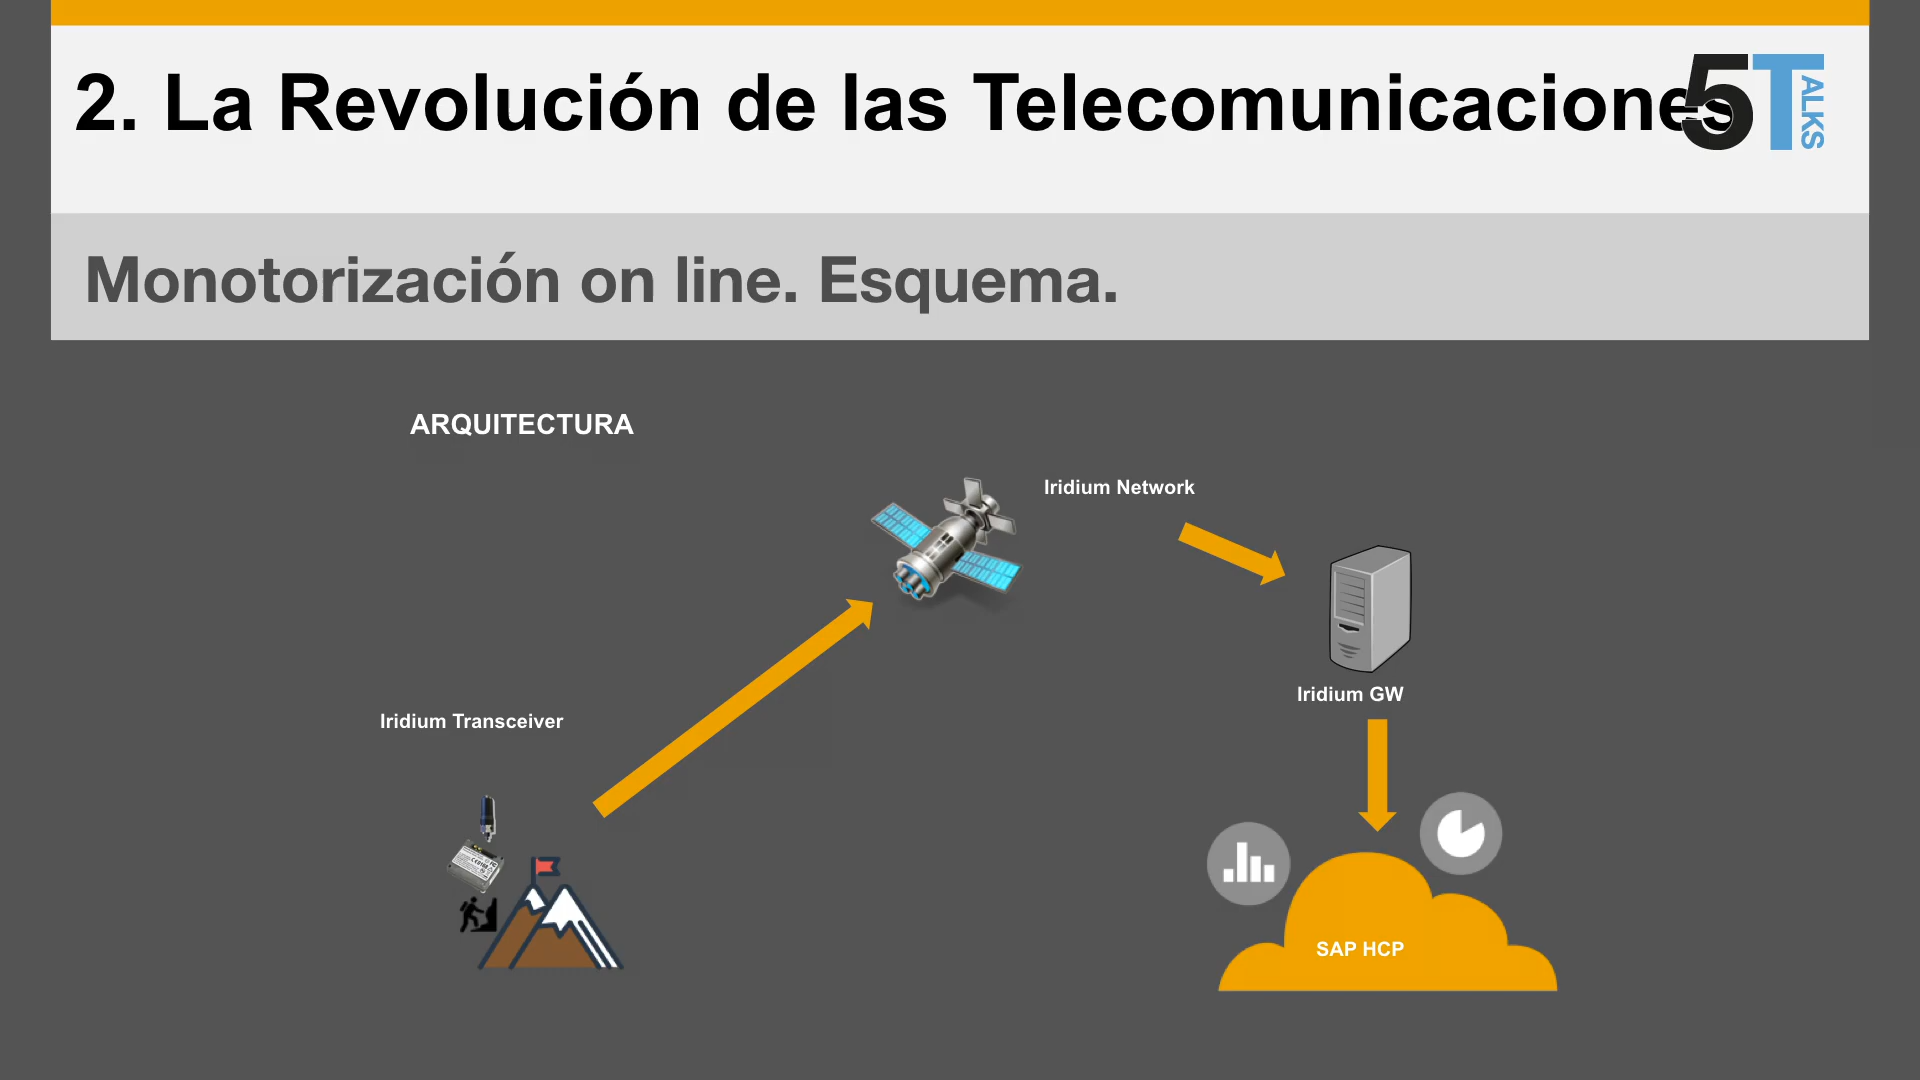 2. La Revolución de las Telecomunicaciones
5TALKS
Monotorización on line. Esquema.
ARQUITECTURA
Iridium Network
Iridium GW
Iridium Transceiver
SAP HCP